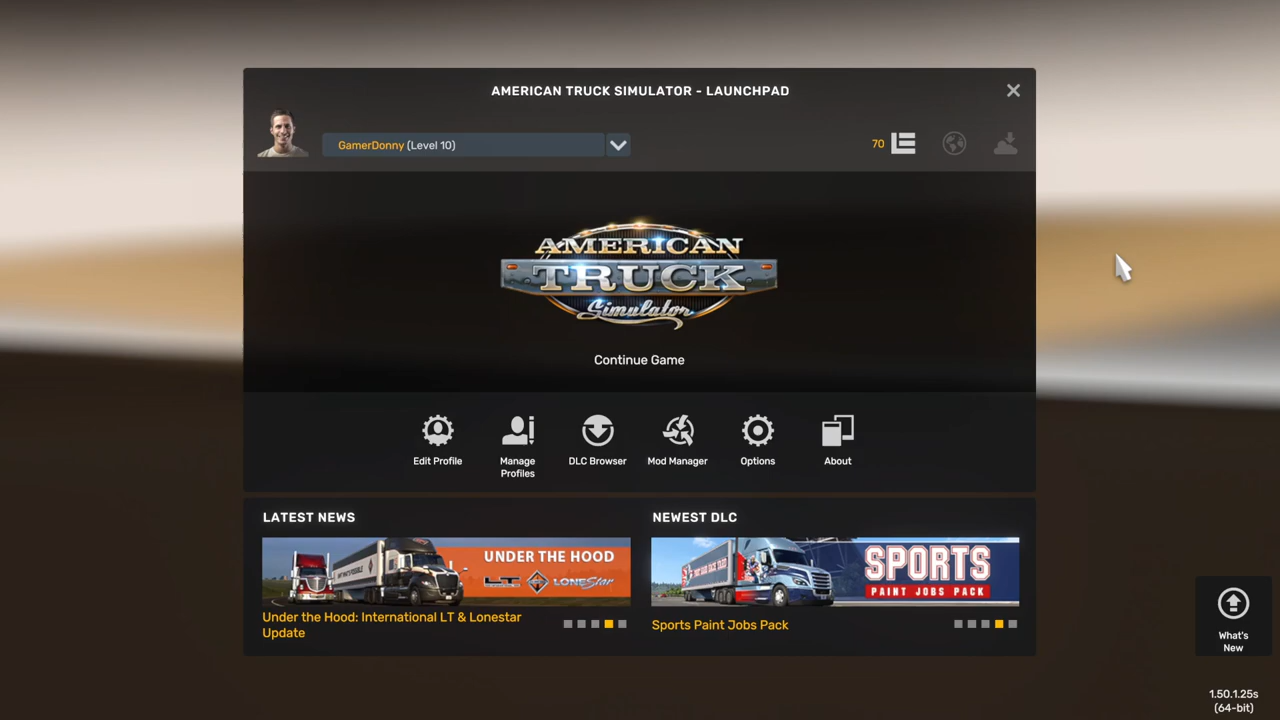 AMERICAN TRUCK SIMULATOR - LAUNCHPAD
GamerDonny (Level 10)
70
AMERICAN
TRUCK
Simulator
Continue Game
Edit Profile
Manage
Profiles
DLC Browser
Mod Manager
Options
About
LATEST NEWS
UNDER THE HOOD
LT
LONESTAR
Under the Hood: International LT & Lonestar
Update
NEWEST DLC
SPORTS
PAINT JOBS PACK
Sports Paint Jobs Pack
What's
New
1.50.1.25s
(64-bit)